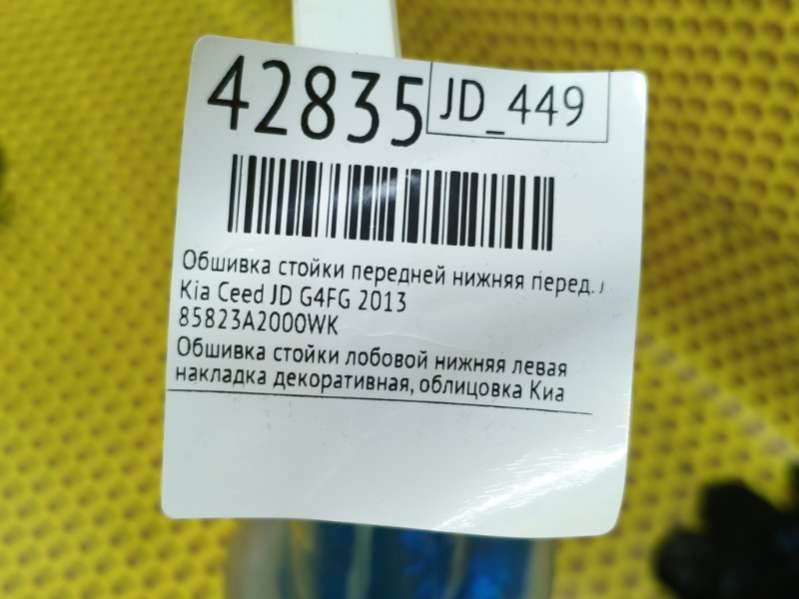 42835
JD_449
Обшивка стойки передней нижняя перед.
Kia Ceed JD G4FG 2013
85823A2000WK
Обшивка стойки лобовой нижняя левая
накладка декоративная, облицовка Киа